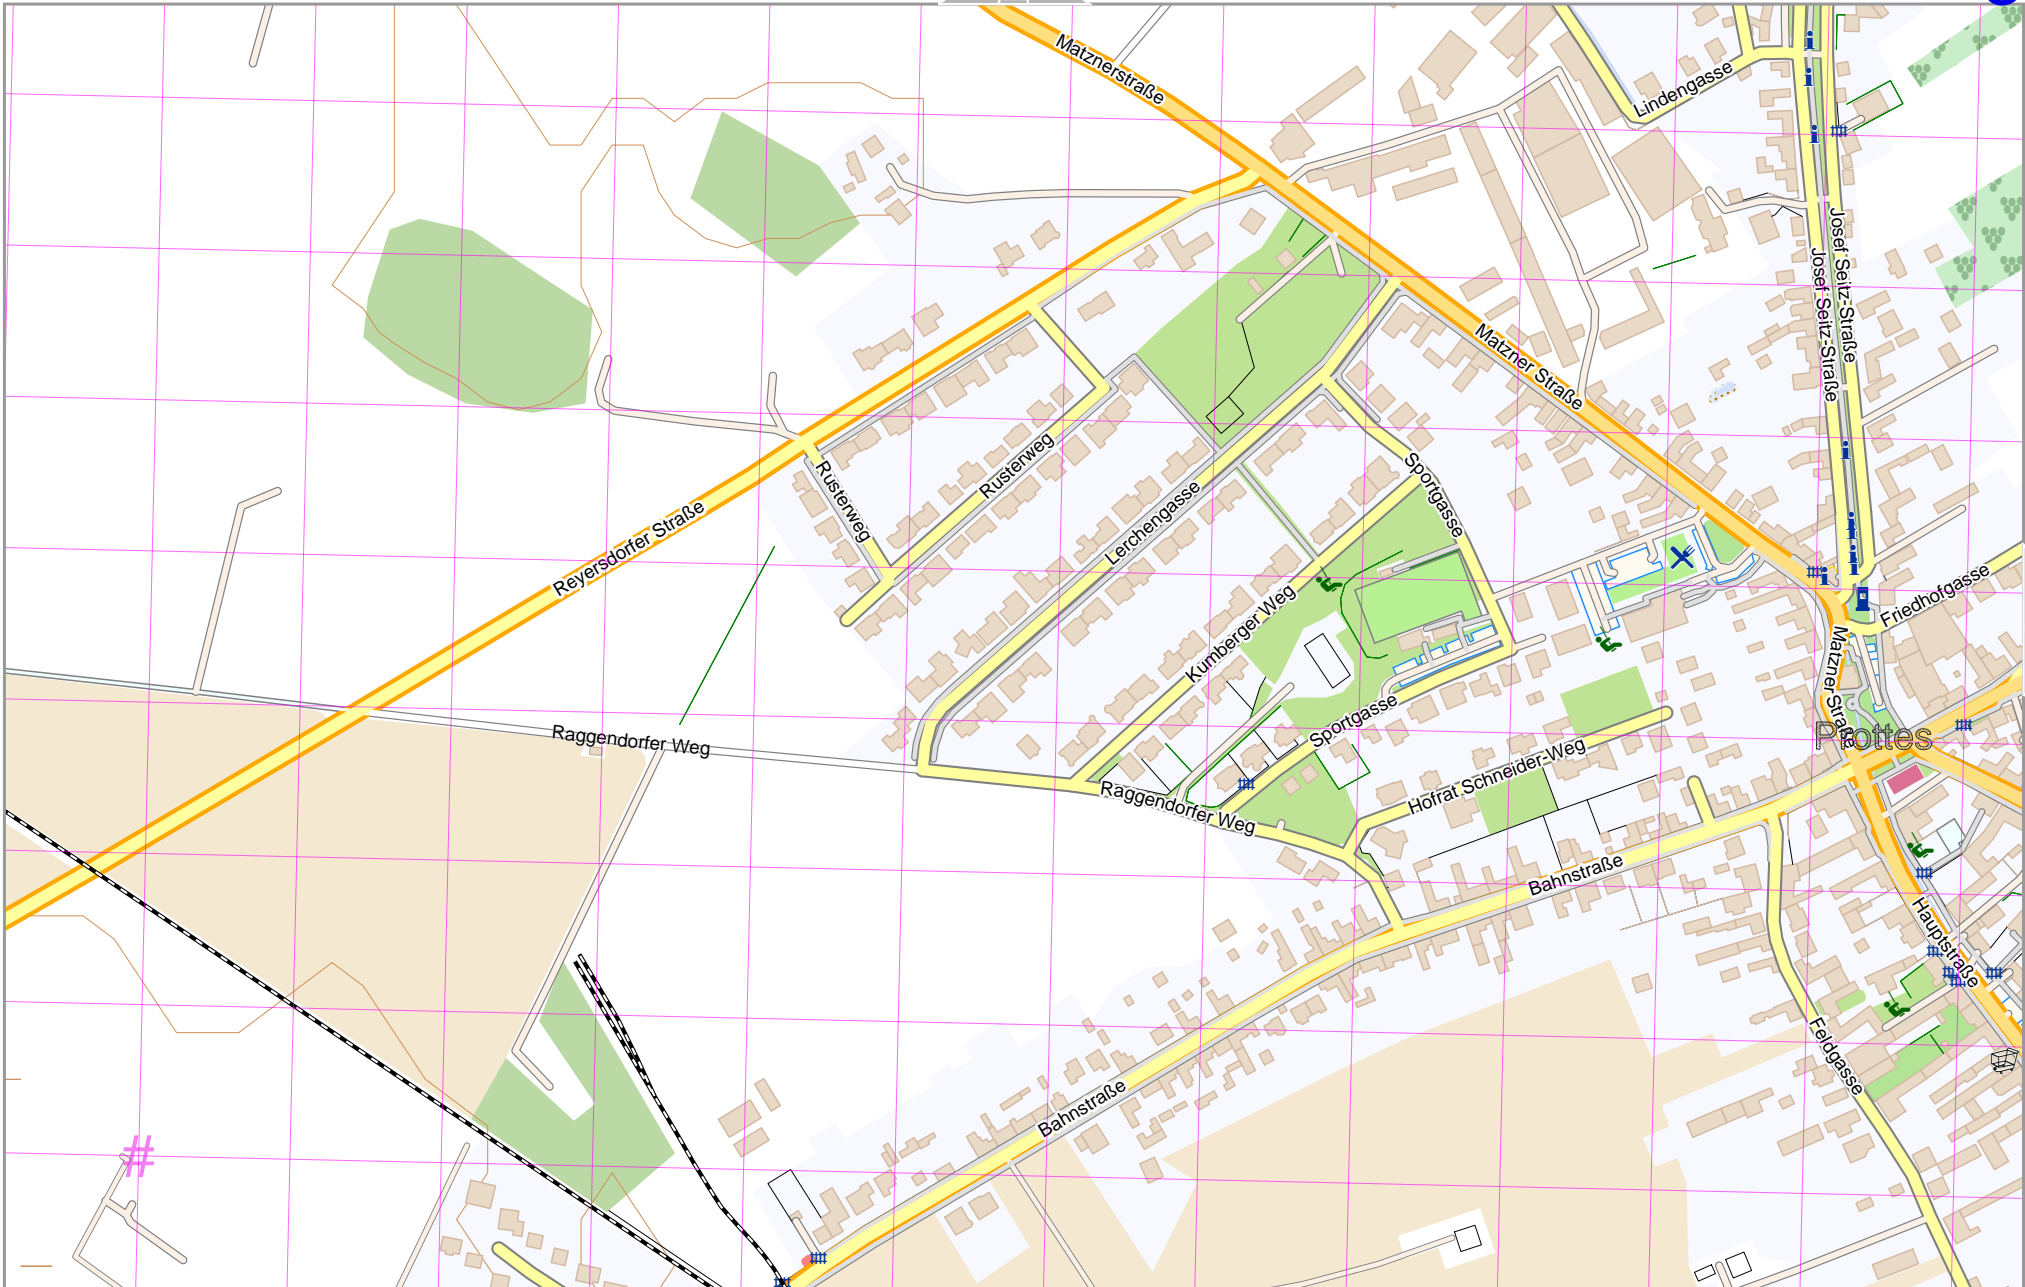 Matznerstraße
Lindengasse
Josef Seitz-Straße
Josef Seitz-Straße
Matzner Straße
Rusterweg
Rusterweg
Sportgasse
Lerchengasse
Reyersdorfer Straße
Friedhofgasse
Kumberger Weg
Matzner Straße
Sportgasse
Raggendorfer Weg
Prottes
Hofrat Schneider-Weg
Raggendorfer Weg
Bahnstraße
Hauptstraße
Feldgasse
Bahnstraße
#